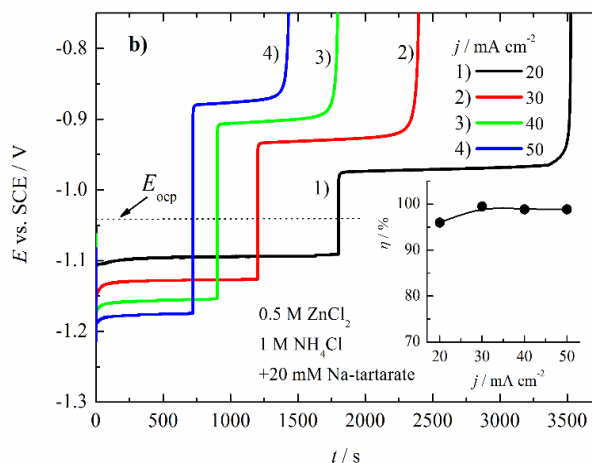 b)
4)
3)
2)
j / mA cm⁻²
1) 20
2) 30
3) 40
4) 50
1)
E_ocp
E vs. SCE / V
-0.8
-0.9
-1.0
-1.1
-1.2
-1.3
0.5 M ZnCl₂
1 M NH₄Cl
+20 mM Na-tartarate
η / %
100
90
80
70
20 30 40 50
j / mA cm⁻²
0 500 1000 1500 2000 2500 3000 3500
t / s